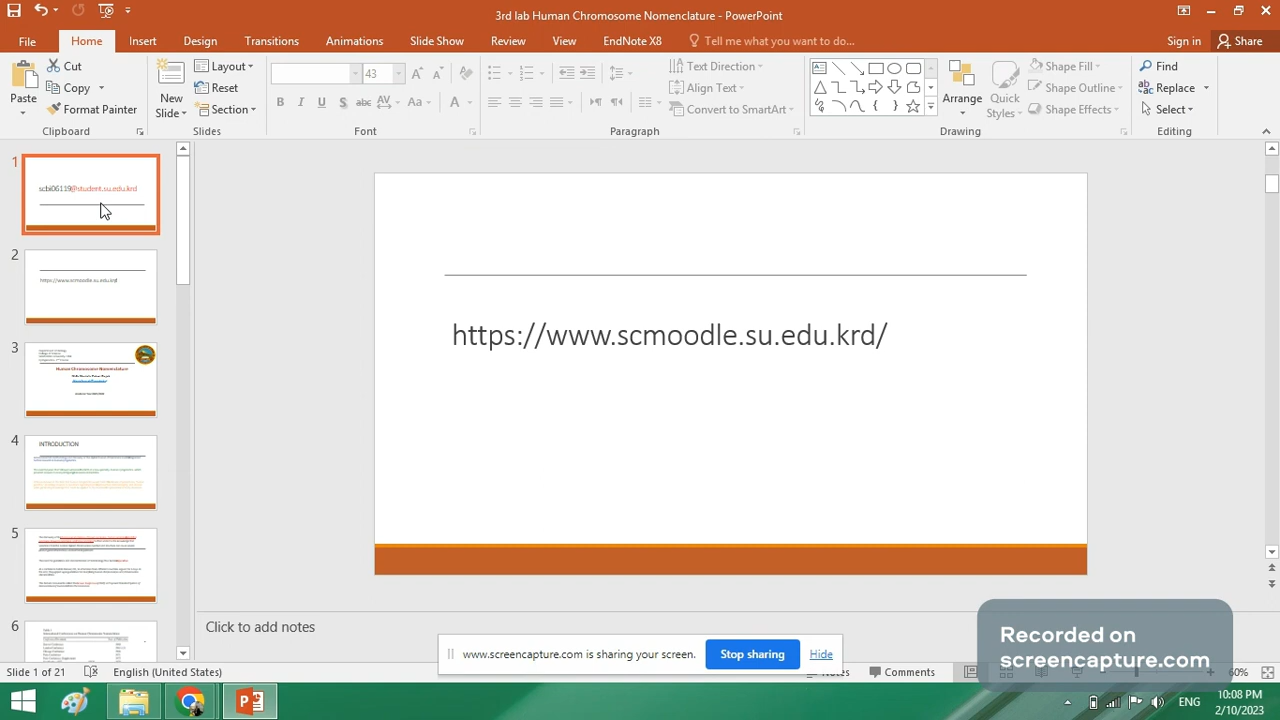 3rd lab Human Chromosome Nomenclature - PowerPoint
File Home Insert Design Transitions Animations Slide Show Review View EndNote X8 Tell me what you want to do... Sign in Share
Cut
Copy
Format Painter
Paste
Clipboard
New
Slide
Layout
Reset
Section
Slides
43
B I U S abc AV Aa A
Font
Text Direction
Align Text
Convert to SmartArt
Paragraph
Arrange
Quick
Styles
Shape Fill
Shape Outline
Shape Effects
Drawing
Find
Replace
Select
Editing
1
scbi06119@student.su.edu.krd
2
https://www.scmoodle.su.edu.krd/
3
Human Chromosome Nomenclature
4
INTRODUCTION
5
6
https://www.scmoodle.su.edu.krd/
Click to add notes
www.screencapture.com is sharing your screen. Stop sharing Hide
Recorded on
screencapture.com
Slide 1 of 21 English (United States) Notes Comments 60%
ENG
10:08 PM
2/10/2023